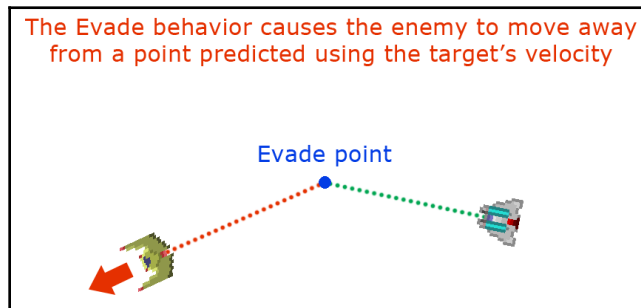 The Evade behavior causes the enemy to move away
from a point predicted using the target's velocity
Evade point